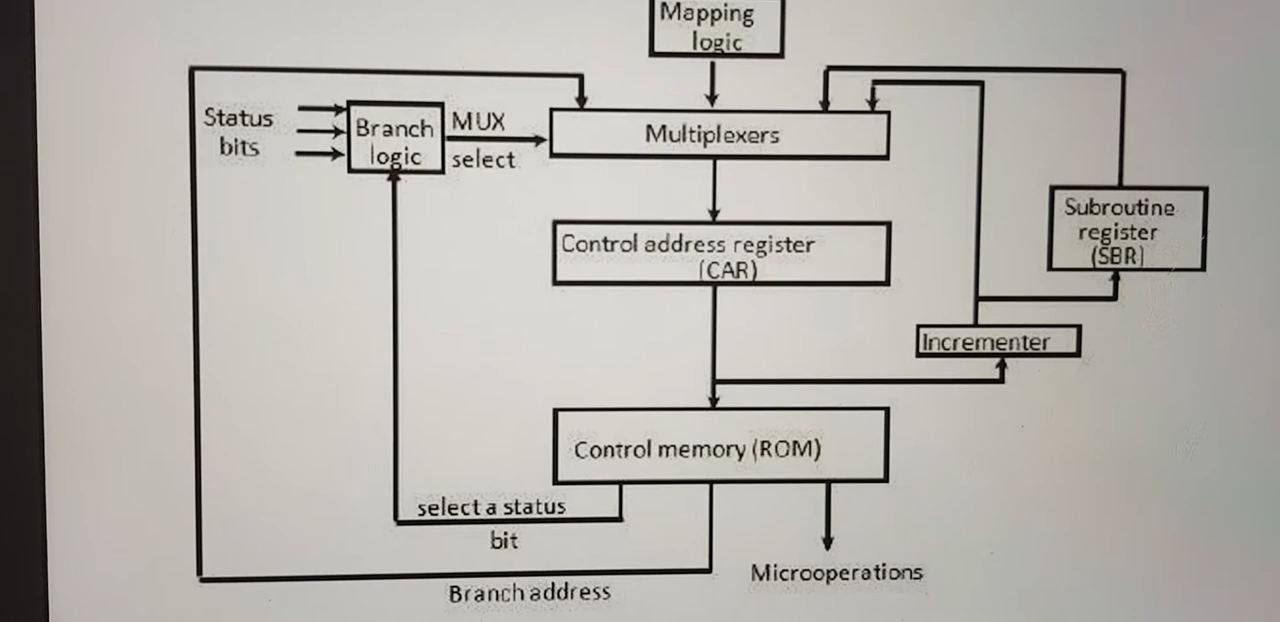 Mapping
logic
Status
bits
Branch
logic
MUX
select
Multiplexers
Control address register
(CAR)
Subroutine
register
(SBR)
Incrementer
Control memory (ROM)
select a status
bit
Branch address
Microoperations